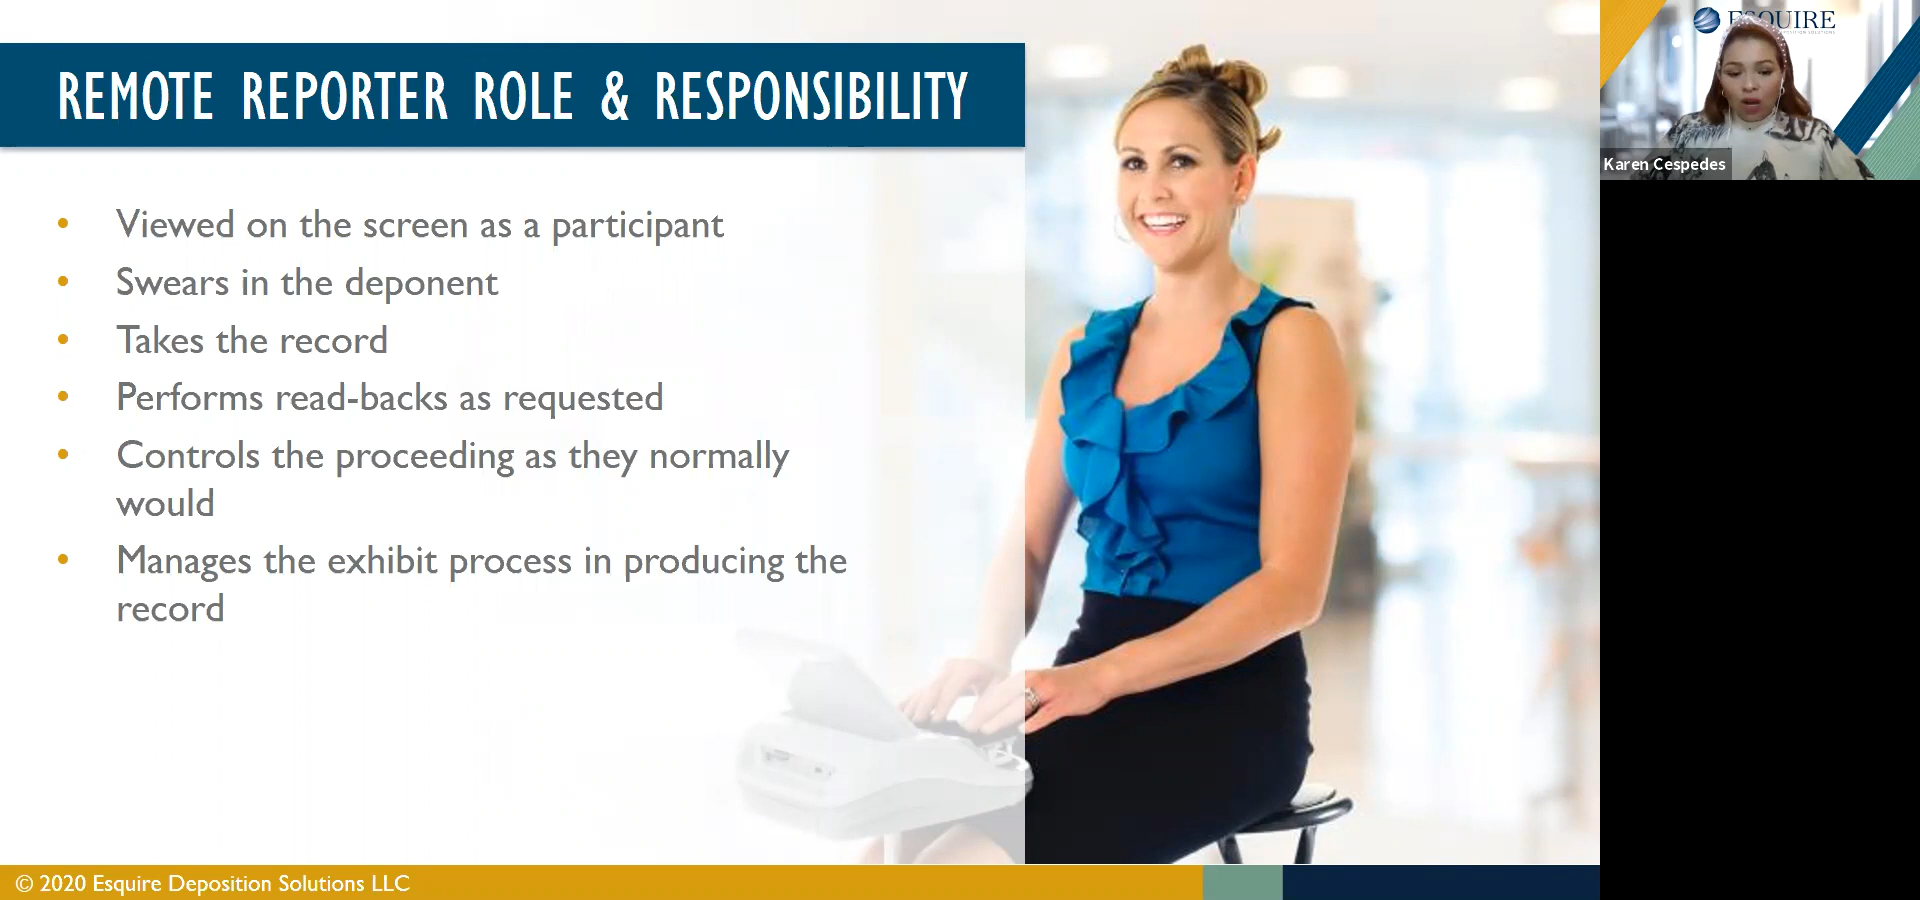 REMOTE REPORTER ROLE & RESPONSIBILITY
• Viewed on the screen as a participant
• Swears in the deponent
• Takes the record
• Performs read-backs as requested
• Controls the proceeding as they normally
would
• Manages the exhibit process in producing the
record
© 2020 Esquire Deposition Solutions LLC
ESQUIRE
Karen Cespedes